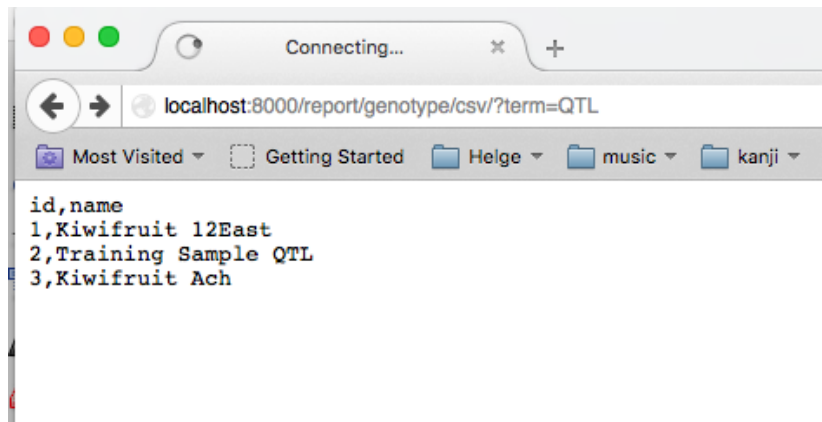 Connecting...
localhost:8000/report/genotype/csv/?term=QTL
Most Visited Getting Started Helge music kanji
id,name
1,Kiwifruit 12East
2,Training Sample QTL
3,Kiwifruit Ach